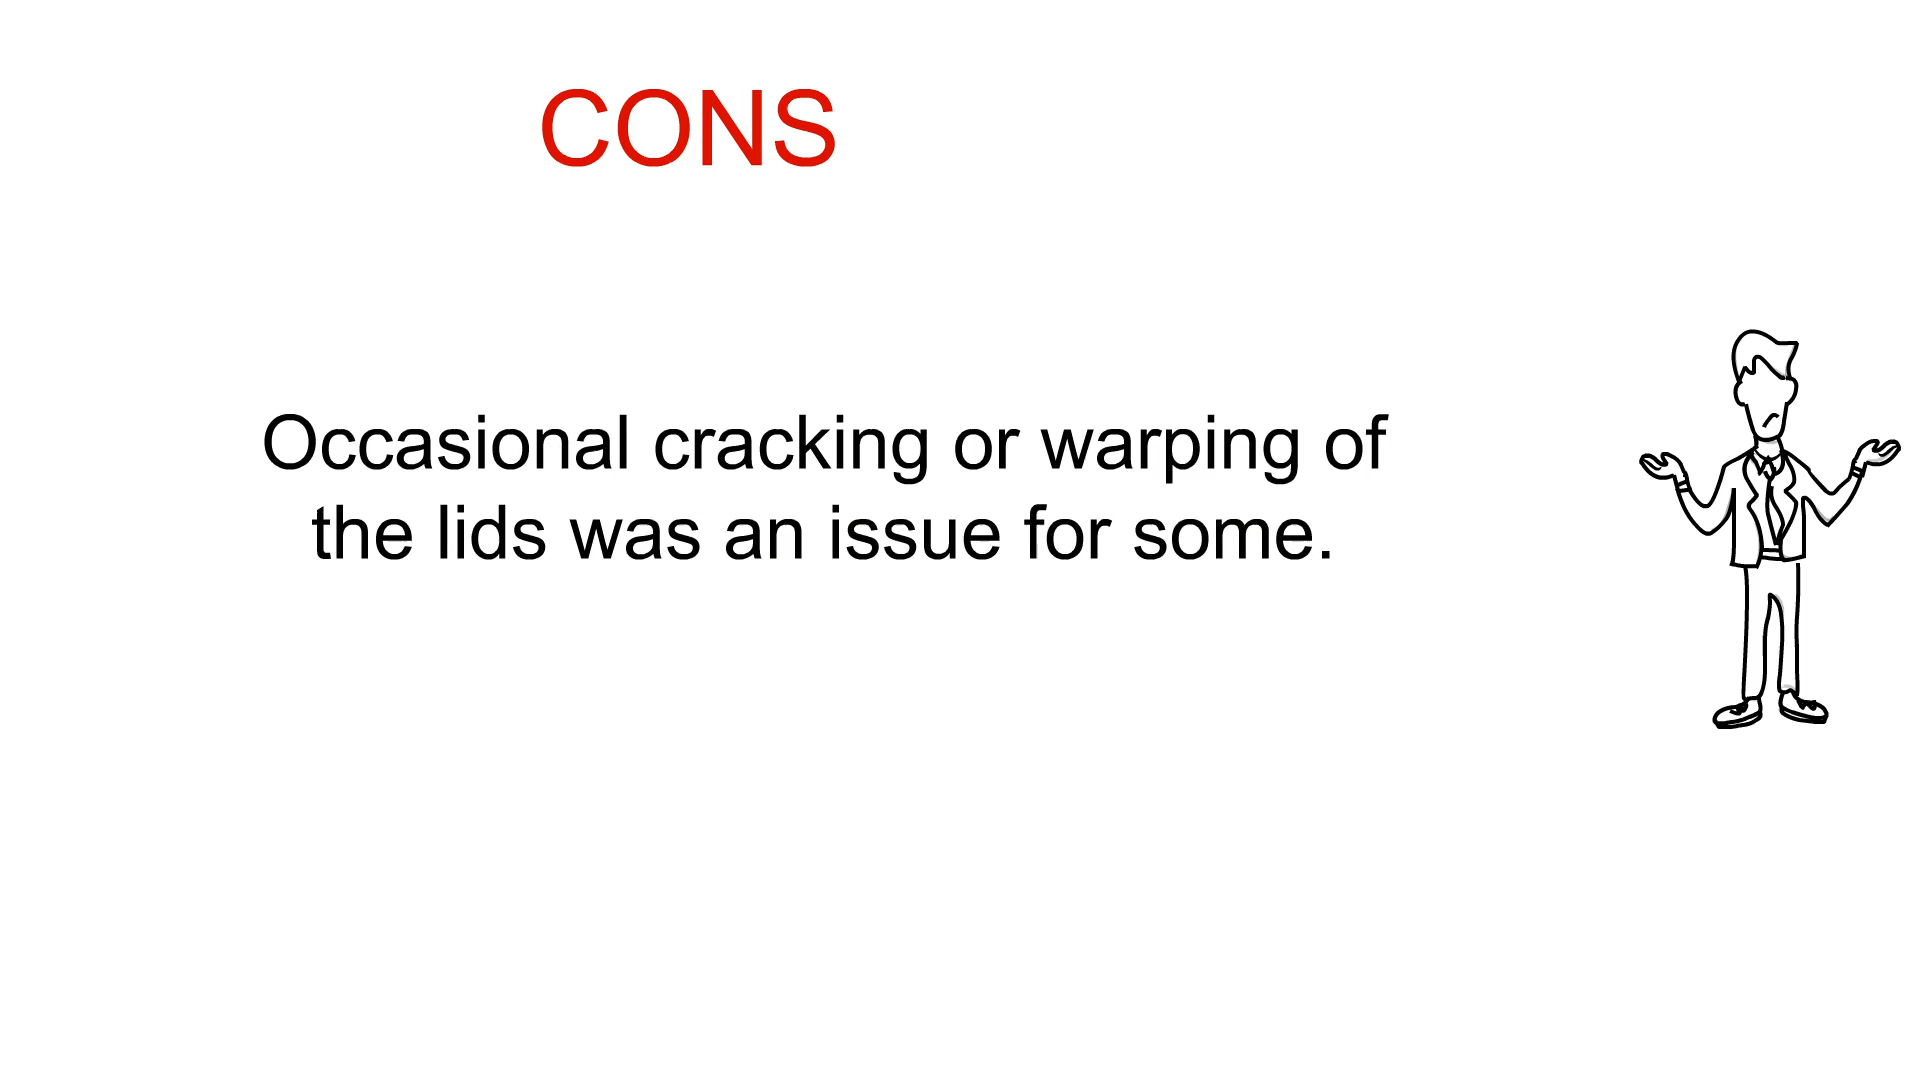 CONS
Occasional cracking or warping of
the lids was an issue for some.